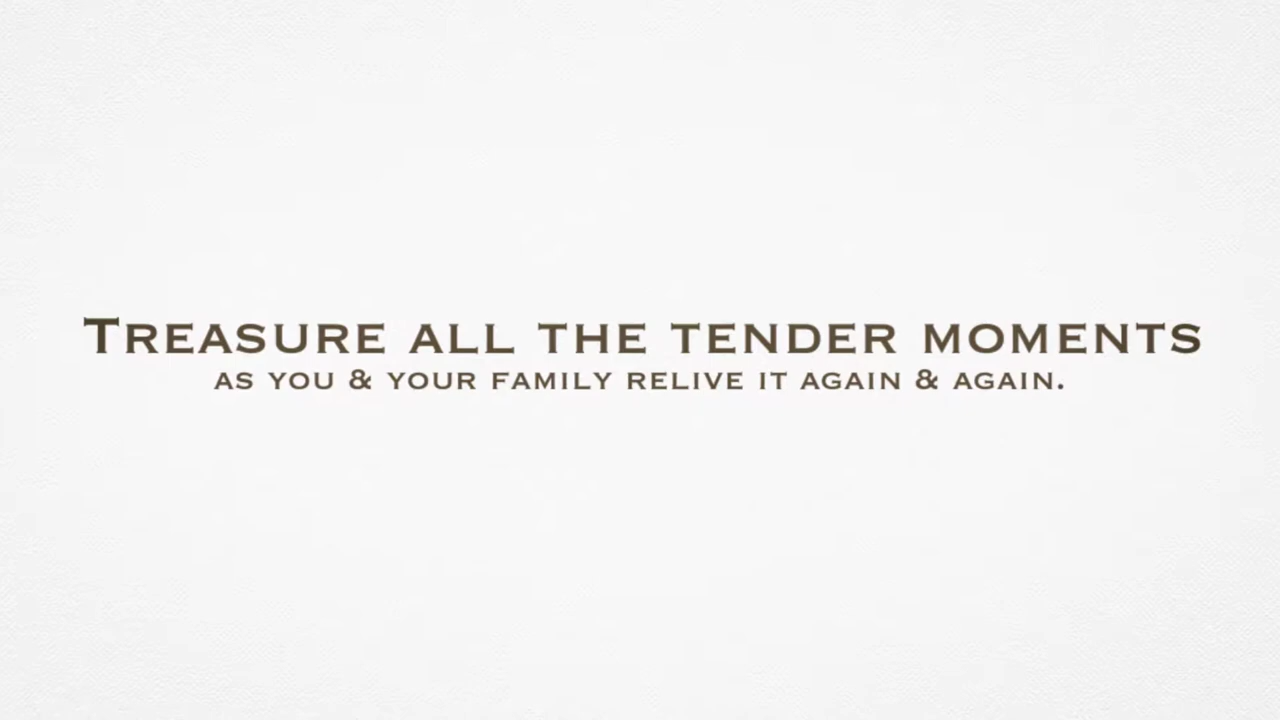 Treasure all the tender moments
as you & your family relive it again & again.